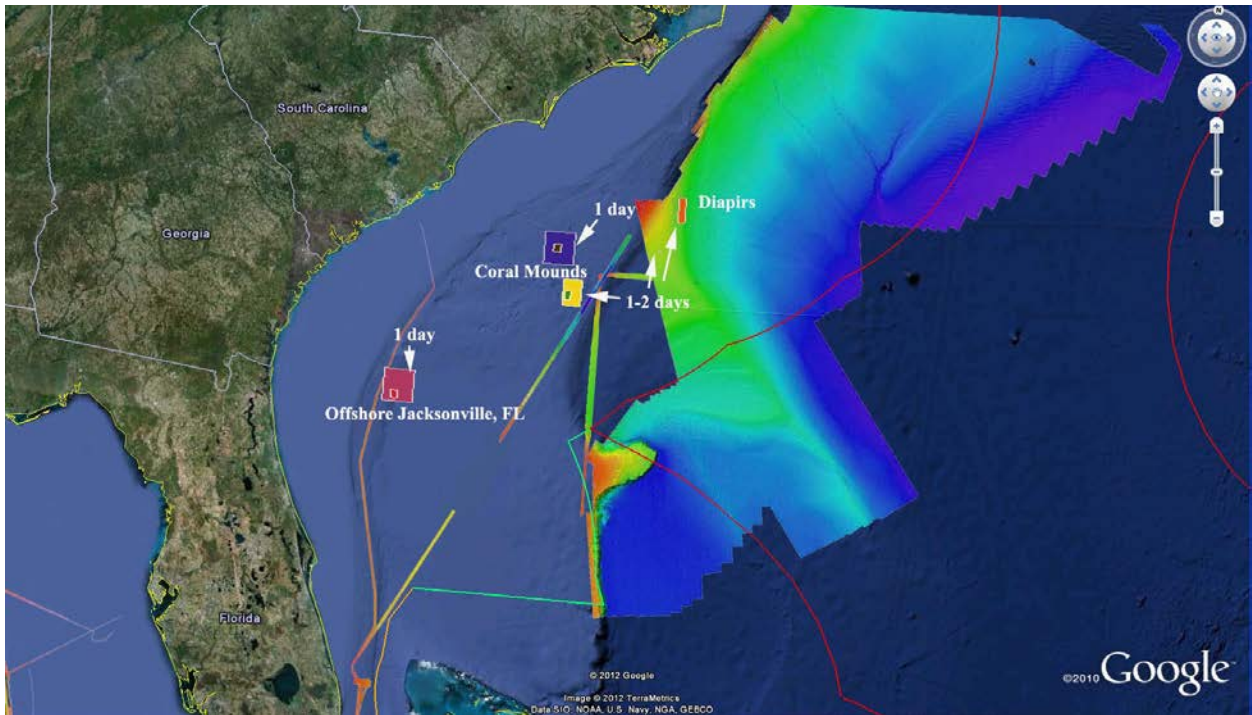 N
South Carolina
Diapirs
1 day
Georgia
Coral Mounds
1-2 days
1 day
Offshore Jacksonville, FL
Florida
© 2012 Google
Image © 2012 TerraMetrics
Data SIO, NOAA, U.S. Navy, NGA, GEBCO
©2010 Google